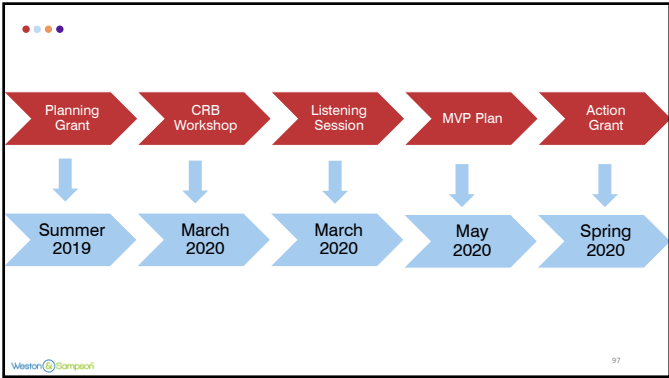 Planning
Grant
CRB
Workshop
Listening
Session
MVP Plan
Action
Grant
Summer
2019
March
2020
March
2020
May
2020
Spring
2020
Weston & Sampson
97